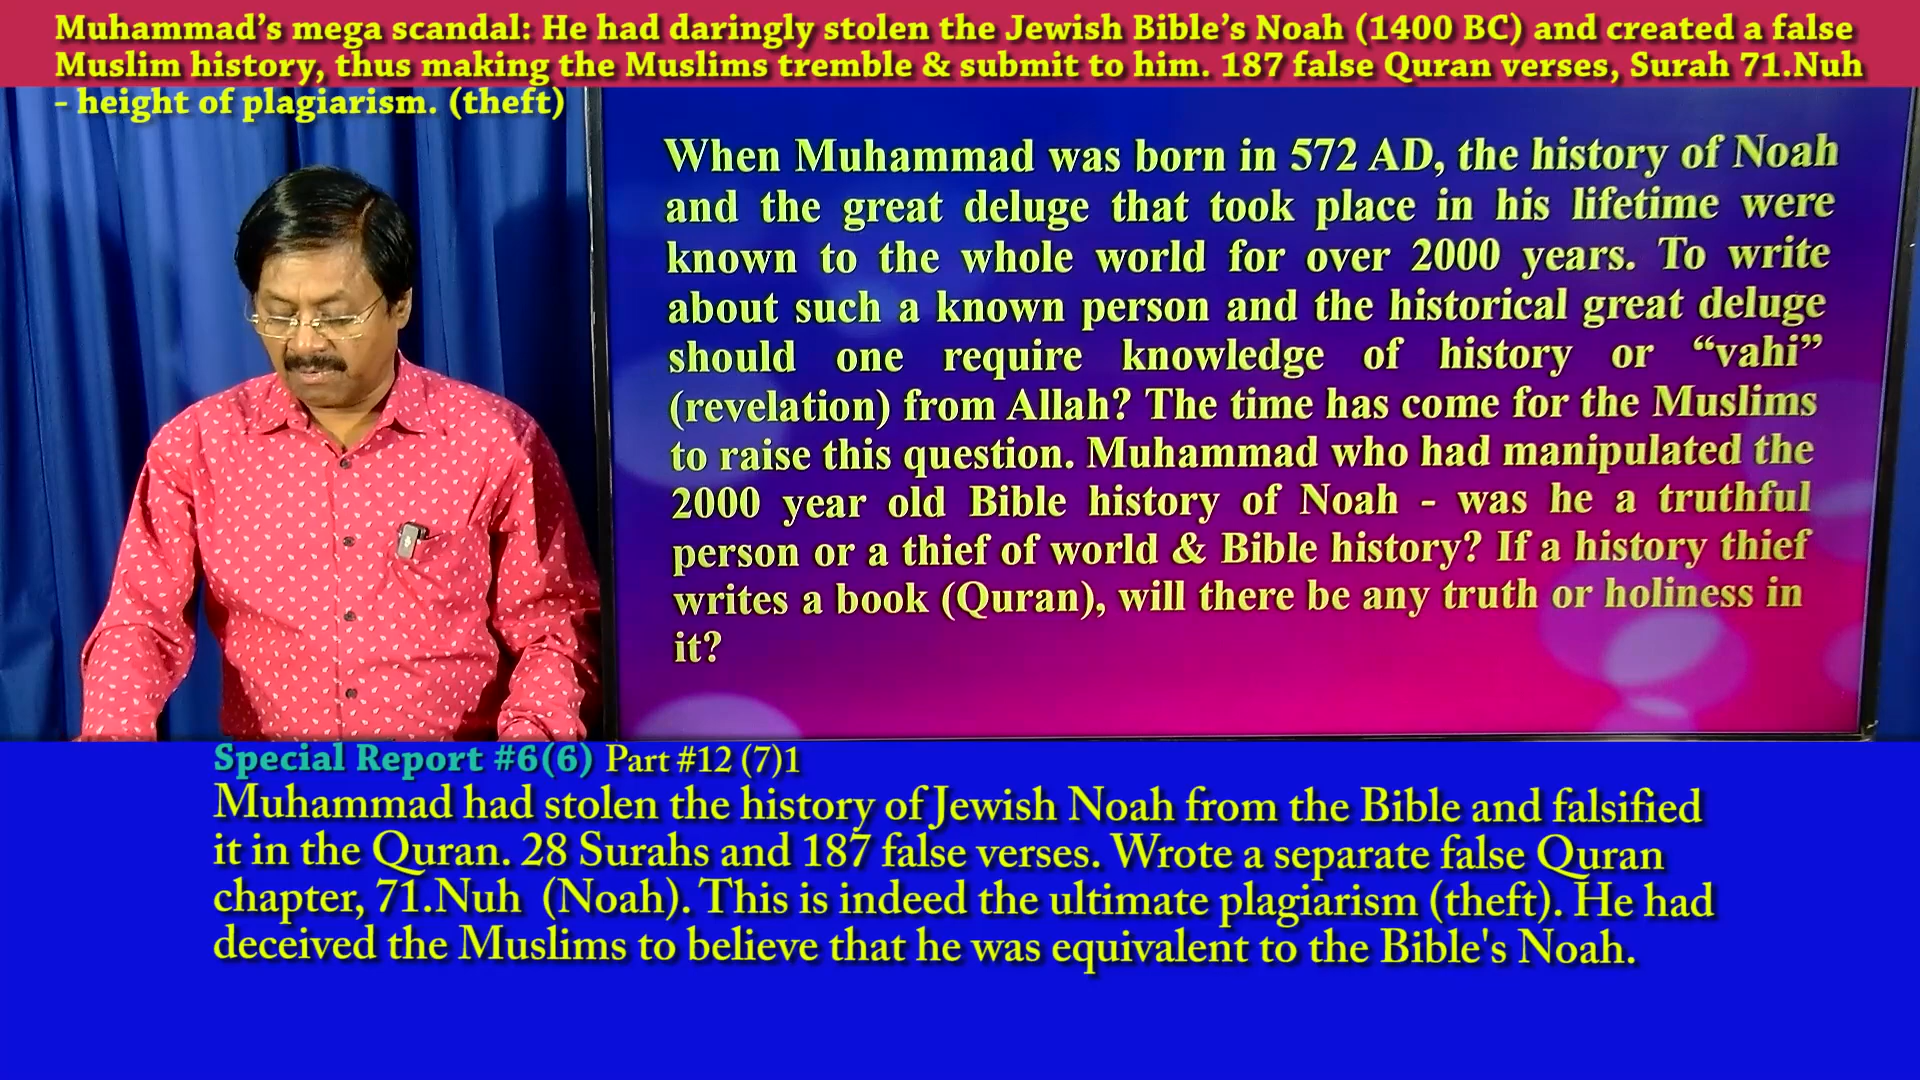 Muhammad’s mega scandal: He had daringly stolen the Jewish Bible’s Noah (1400 BC) and created a false
Muslim history, thus making the Muslims tremble & submit to him. 187 false Quran verses, Surah 71.Nuh
- height of plagiarism. (theft)
When Muhammad was born in 572 AD, the history of Noah
and the great deluge that took place in his lifetime were
known to the whole world for over 2000 years. To write
about such a known person and the historical great deluge
should one require knowledge of history or “vahi”
(revelation) from Allah? The time has come for the Muslims
to raise this question. Muhammad who had manipulated the
2000 year old Bible history of Noah - was he a truthful
person or a thief of world & Bible history? If a history thief
writes a book (Quran), will there be any truth or holiness in
it?
Special Report #6(6) Part #12 (7)1
Muhammad had stolen the history of Jewish Noah from the Bible and falsified
it in the Quran. 28 Surahs and 187 false verses. Wrote a separate false Quran
chapter, 71.Nuh (Noah). This is indeed the ultimate plagiarism (theft). He had
deceived the Muslims to believe that he was equivalent to the Bible's Noah.